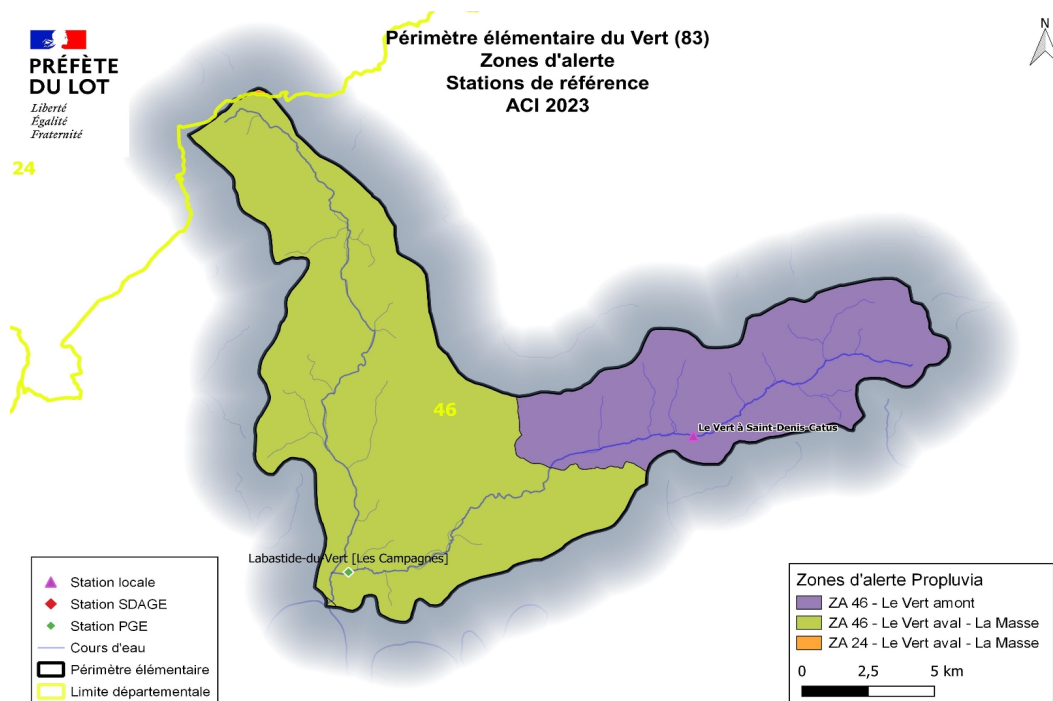 Périmètre élémentaire du Vert (83)
Zones d'alerte
Stations de référence
ACI 2023
N
PRÉFÈTE
DU LOT
Liberté
Égalité
Fraternité
24
46
Le Vert à Saint-Denis-Catus
Labastide-du-Vert [Les Campagnes]
Station locale
Station SDAGE
Station PGE
Cours d'eau
Périmètre élémentaire
Limite départementale
Zones d'alerte Propluvia
ZA 46 - Le Vert amont
ZA 46 - Le Vert aval - La Masse
ZA 24 - Le Vert aval - La Masse
0 2,5 5 km